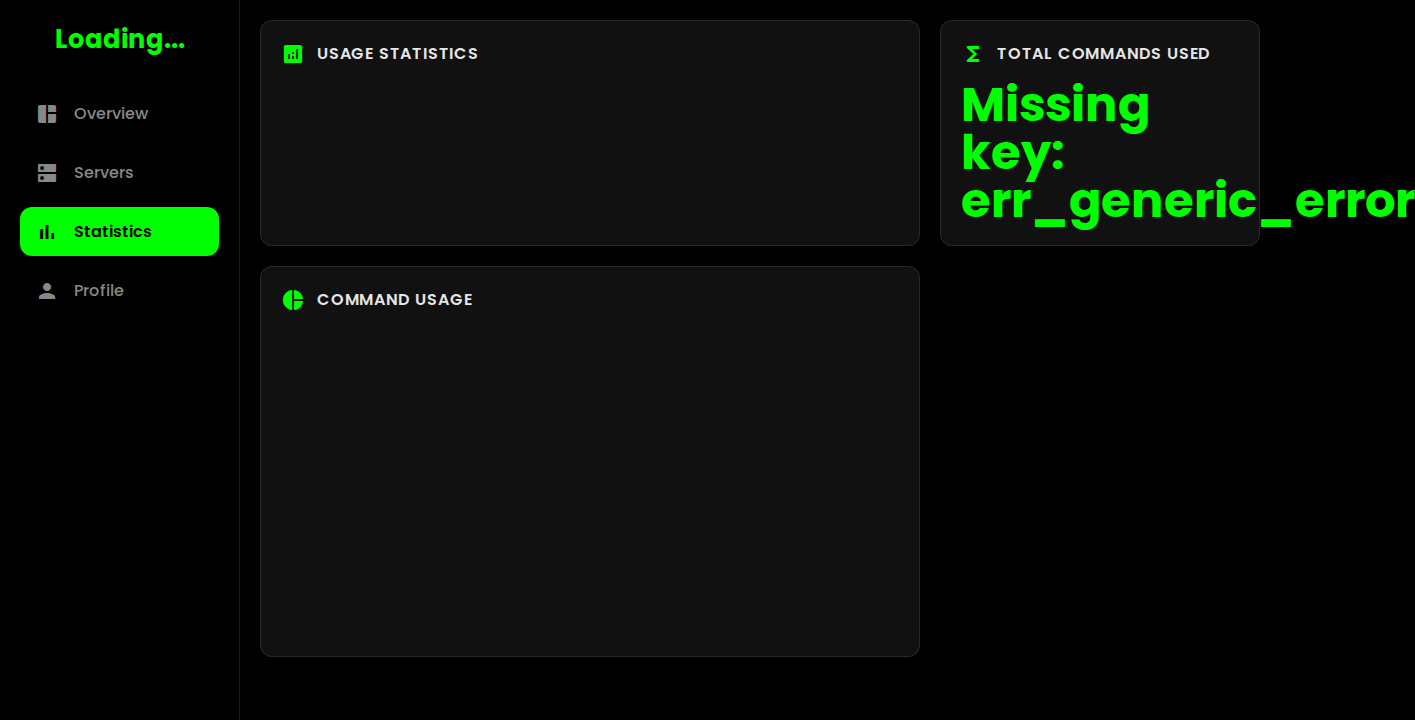 Loading...
Overview
Servers
Statistics
Profile
USAGE STATISTICS
TOTAL COMMANDS USED
Missing
key:
err_generic_error
COMMAND USAGE